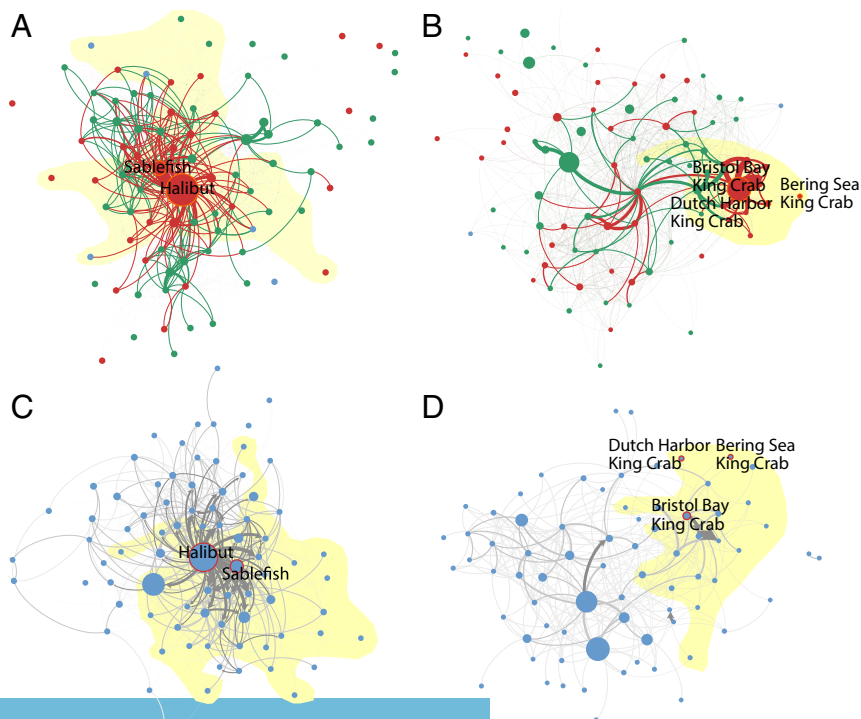 A
Sablefish
Halibut
B
Bristol Bay
King Crab
Bering Sea
King Crab
Dutch Harbor
King Crab
C
Halibut
Sablefish
D
Dutch Harbor
King Crab
Bering Sea
King Crab
Bristol Bay
King Crab